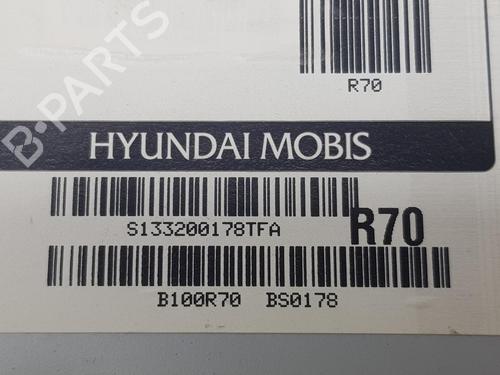 R70
B-PARTS
HYUNDAI MOBIS
S133200178TFA
R70
B100R70 BS0178